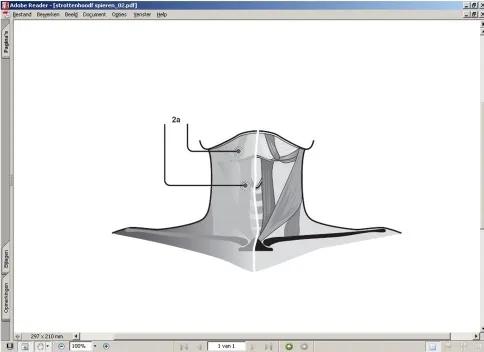 Adobe Reader - [strottenhoodf spieren_02.pdf]
Bestand Bewerken Beeld Document Opties Venster Help
Pagina's
2a
Bijlagen
Opmerkingen
297 x 210 mm
100%
1 van 1